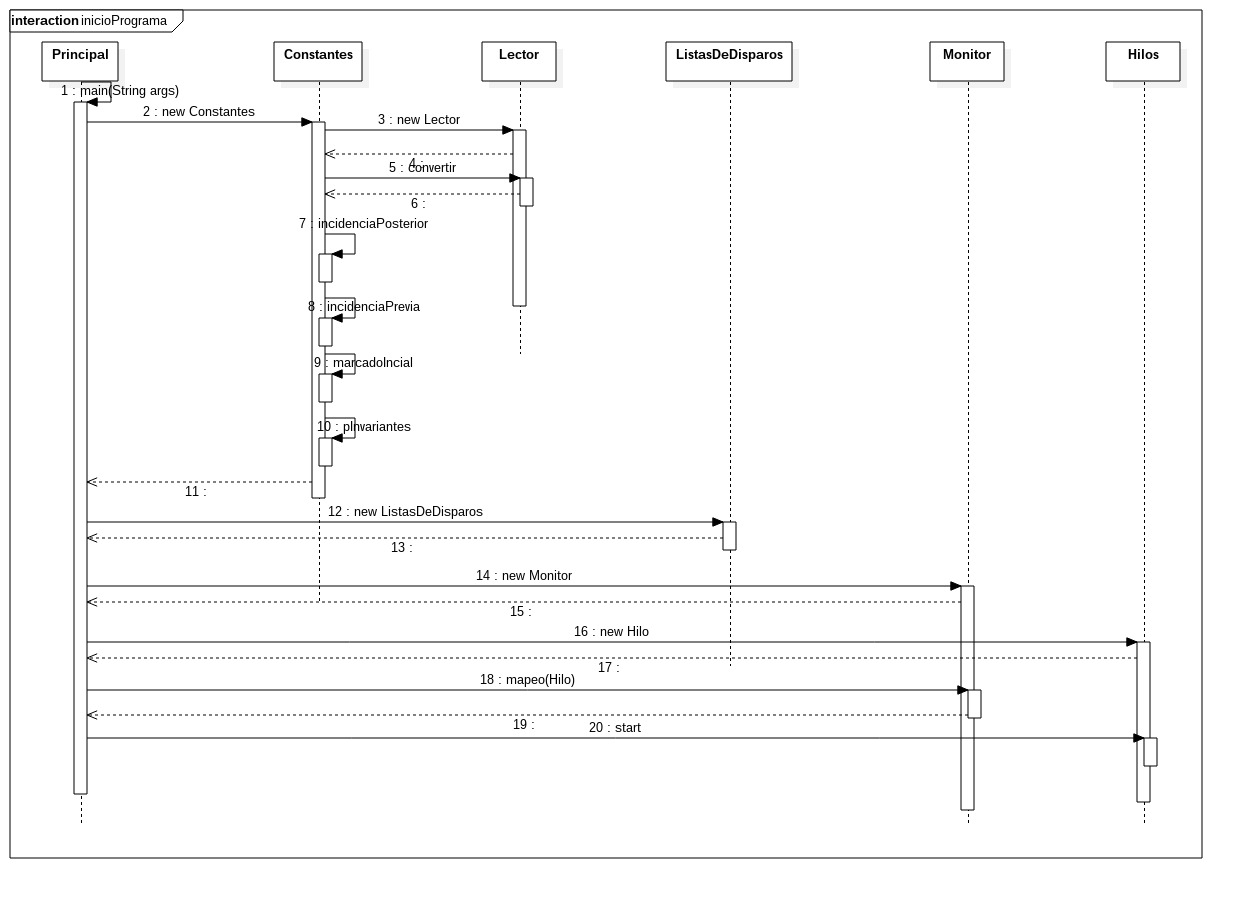 interaction inicioPrograma
Principal
Constantes
Lector
ListasDeDisparos
Monitor
Hilos
1 : main(String args)
2 : new Constantes
3 : new Lector
4 :
5 : convertir
6 :
7 : incidenciaPosterior
8 : incidenciaPrevia
9 : marcadoIncial
10 : pInvariantes
11 :
12 : new ListasDeDisparos
13 :
14 : new Monitor
15 :
16 : new Hilo
17 :
18 : mapeo(Hilo)
19 :
20 : start